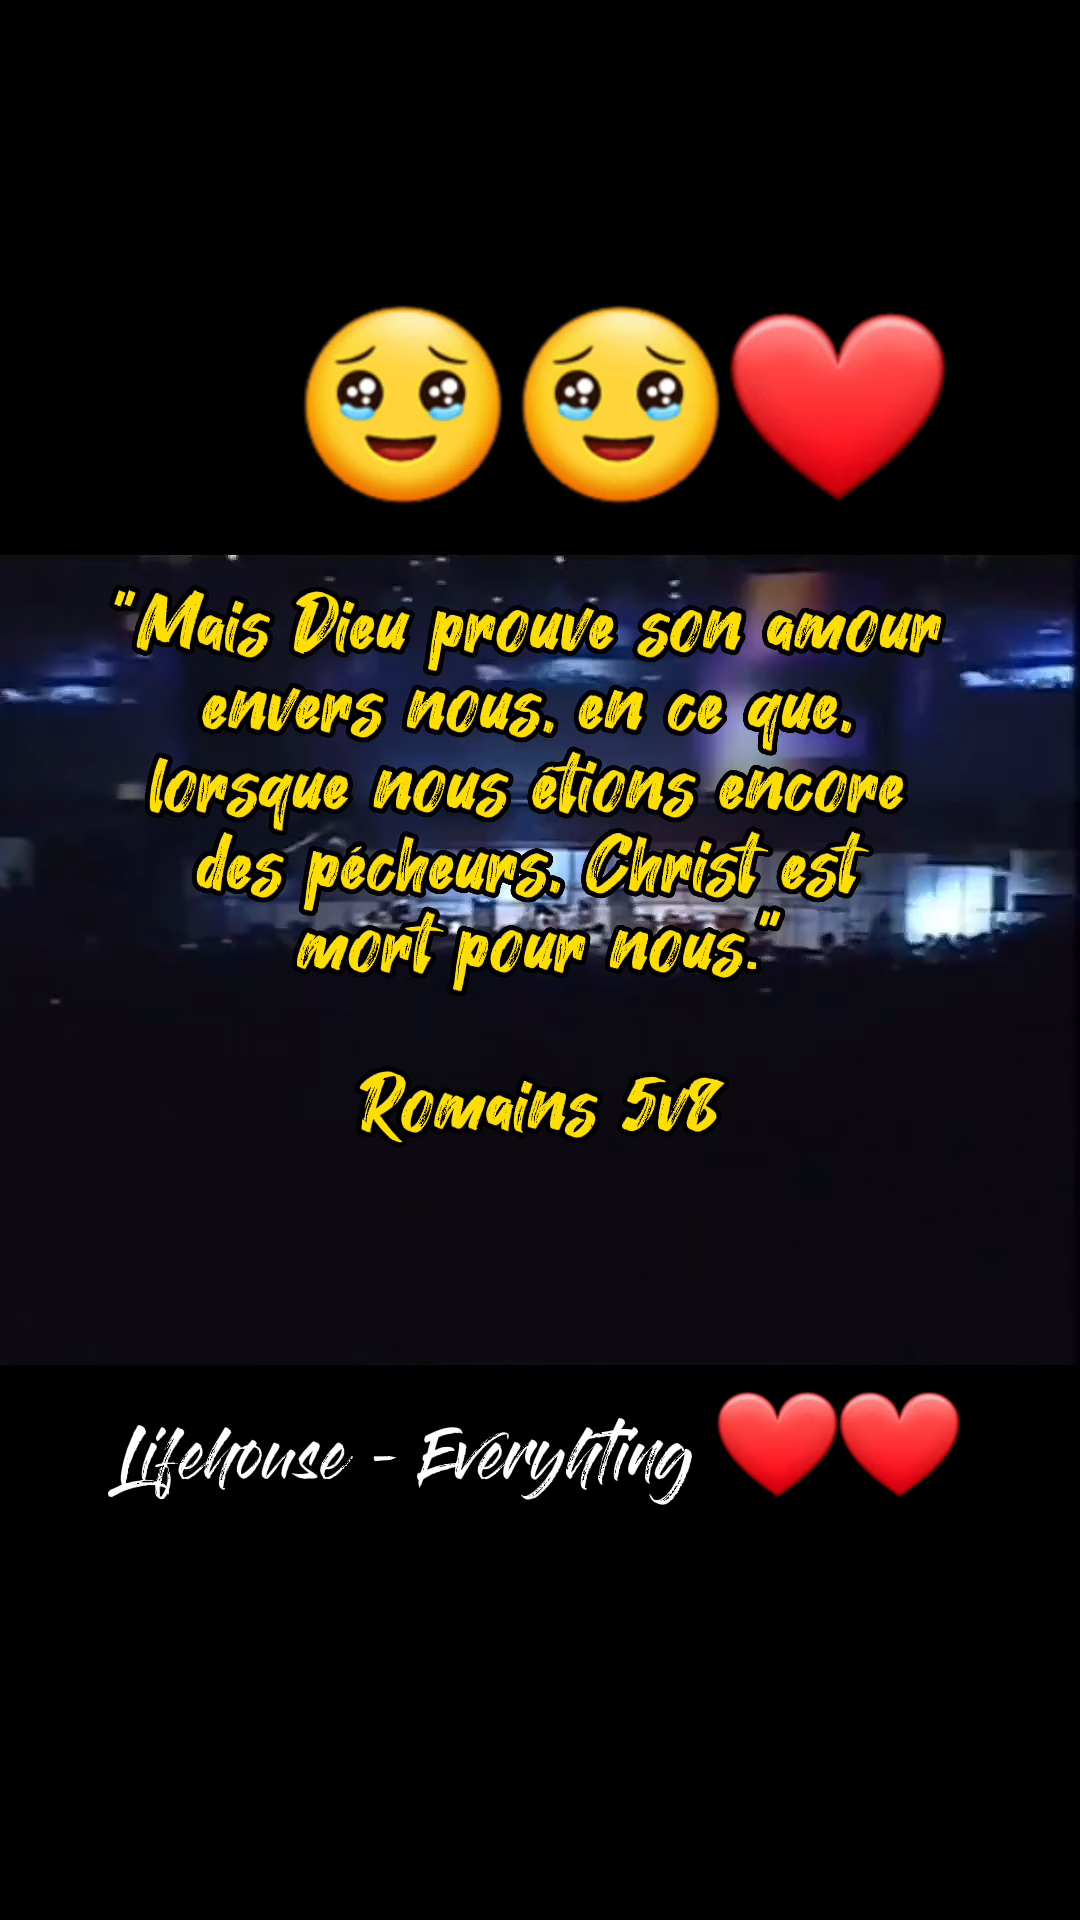 "Mais Dieu prouve son amour
envers nous, en ce que,
lorsque nous étions encore
des pécheurs, Christ est
mort pour nous."
Romains 5v8
Lifehouse - Everyhting